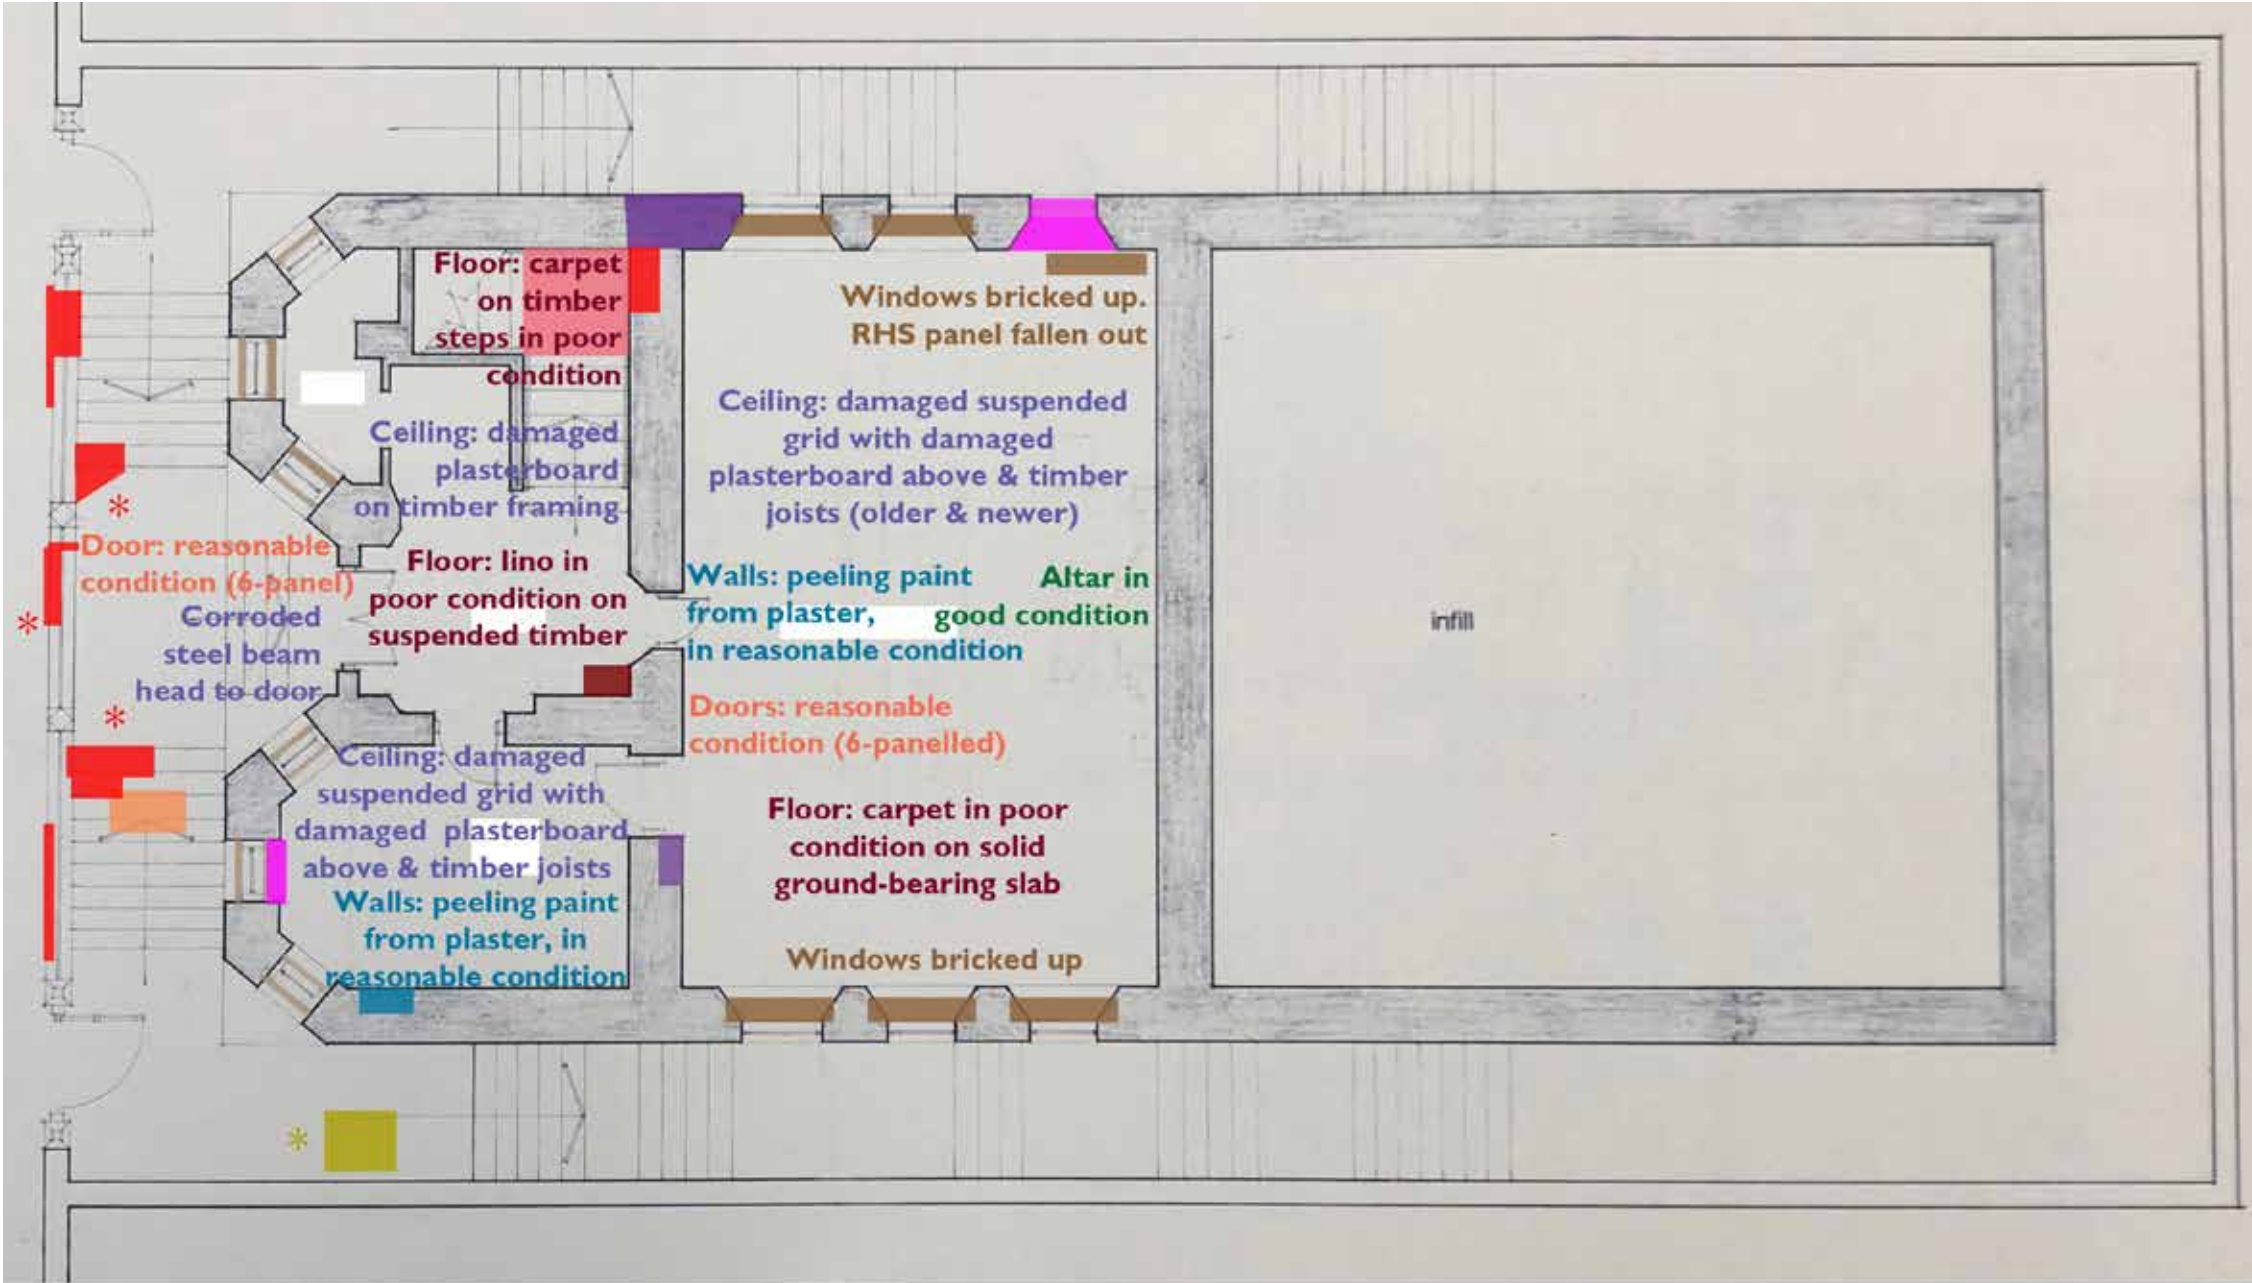 Floor: carpet
on timber
steps in poor
condition
Windows bricked up.
RHS panel fallen out
Ceiling: damaged
plasterboard
on timber framing
Ceiling: damaged suspended
grid with damaged
plasterboard above & timber
joists (older & newer)
*
Door: reasonable
condition (6-panel)
Floor: lino in
poor condition on
suspended timber
Walls: peeling paint
from plaster,
in reasonable condition
Altar in
good condition
infill
*
Corroded
steel beam
head to door
*
Doors: reasonable
condition (6-panelled)
Ceiling: damaged
suspended grid with
damaged plasterboard
above & timber joists
Walls: peeling paint
from plaster, in
reasonable condition
Floor: carpet in poor
condition on solid
ground-bearing slab
Windows bricked up
*